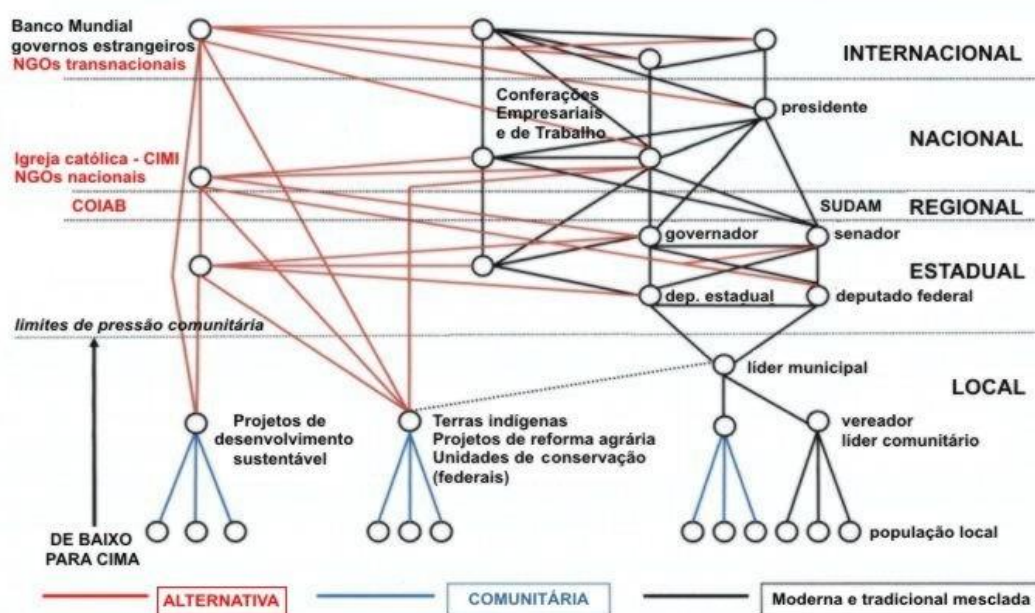 Banco Mundial
governos estrangeiros
NGOs transnacionais
INTERNACIONAL
Conferações
Empresariais
e de Trabalho
presidente
NACIONAL
Igreja católica - CIMI
NGOs nacionais
COIAB
SUDAM
REGIONAL
governador
senador
ESTADUAL
dep. estadual
deputado federal
limites de pressão comunitária
líder municipal
LOCAL
Projetos de
desenvolvimento
sustentável
Terras indígenas
Projetos de reforma agrária
Unidades de conservação
(federais)
vereador
líder comunitário
DE BAIXO
PARA CIMA
população local
ALTERNATIVA
COMUNITÁRIA
Moderna e tradicional mesclada